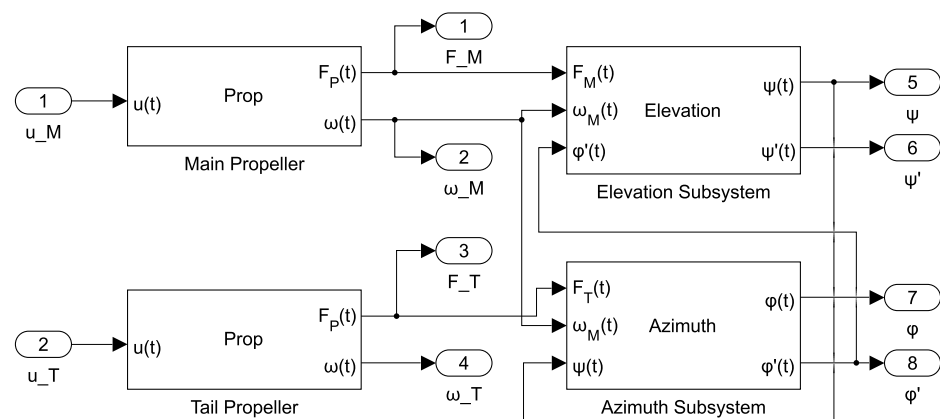 1
F_M
F_P(t)
F_M(t)
ψ(t)
5
ψ
1
u_M
u(t)
Prop
ω_M(t)
Elevation
ω(t)
φ'(t)
ψ'(t)
6
ψ'
Main Propeller
2
ω_M
Elevation Subsystem
3
F_T
F_P(t)
F_T(t)
φ(t)
7
φ
2
u_T
u(t)
Prop
ω_M(t)
Azimuth
ω(t)
4
ω_T
ψ(t)
φ'(t)
8
φ'
Tail Propeller
Azimuth Subsystem